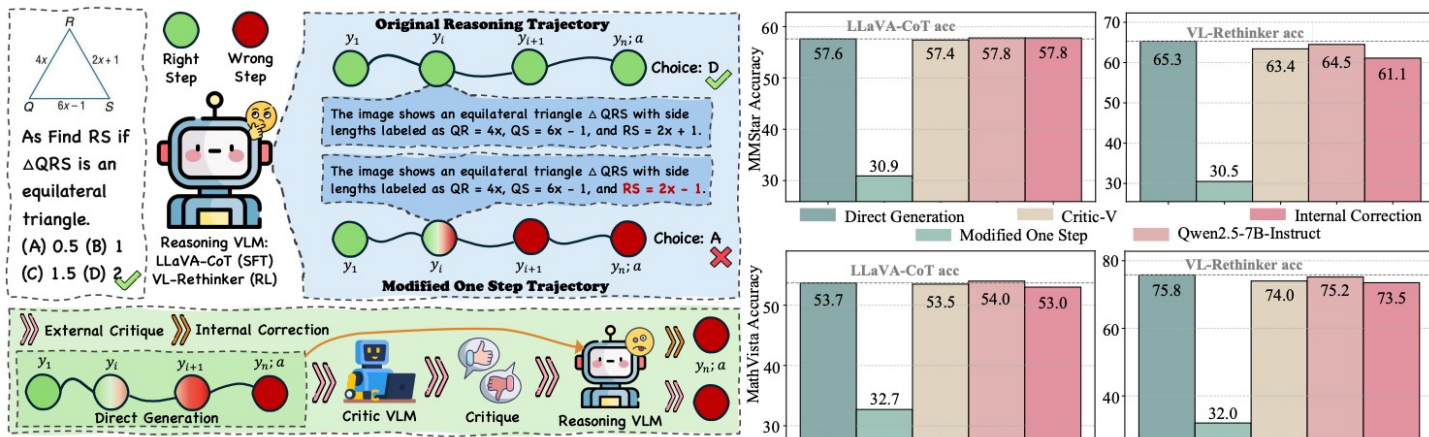 R
4x
2x+1
Q
6x−1
S
As Find RS if
△QRS is an
equilateral
triangle.
(A) 0.5 (B) 1
(C) 1.5 (D) 2
Right
Step
Wrong
Step
Reasoning VLM:
LLaVA-CoT (SFT)
VL-Rethinker (RL)
Original Reasoning Trajectory
y1
yi
yi+1
yn; a
Choice: D
The image shows an equilateral triangle △ QRS with side
lengths labeled as QR = 4x, QS = 6x - 1, and RS = 2x + 1.
The image shows an equilateral triangle △ QRS with side
lengths labeled as QR = 4x, QS = 6x - 1, and RS = 2x - 1.
Choice: A
y1
yi
yi+1
yn; a
Modified One Step Trajectory
External Critique
Internal Correction
y1
yi
yi+1
yn; a
Direct Generation
Critic VLM
Critique
Reasoning VLM
yn; a
MMStar Accuracy
60
50
40
30
LLaVA-CoT acc
57.6
30.9
57.4
57.8
57.8
70
60
50
40
30
VL-Rethinker acc
65.3
30.5
63.4
64.5
61.1
Direct Generation
Critic-V
Internal Correction
Modified One Step
Qwen2.5-7B-Instruct
MathVista Accuracy
50
40
30
LLaVA-CoT acc
53.7
32.7
53.5
54.0
53.0
80
60
40
VL-Rethinker acc
75.8
32.0
74.0
75.2
73.5